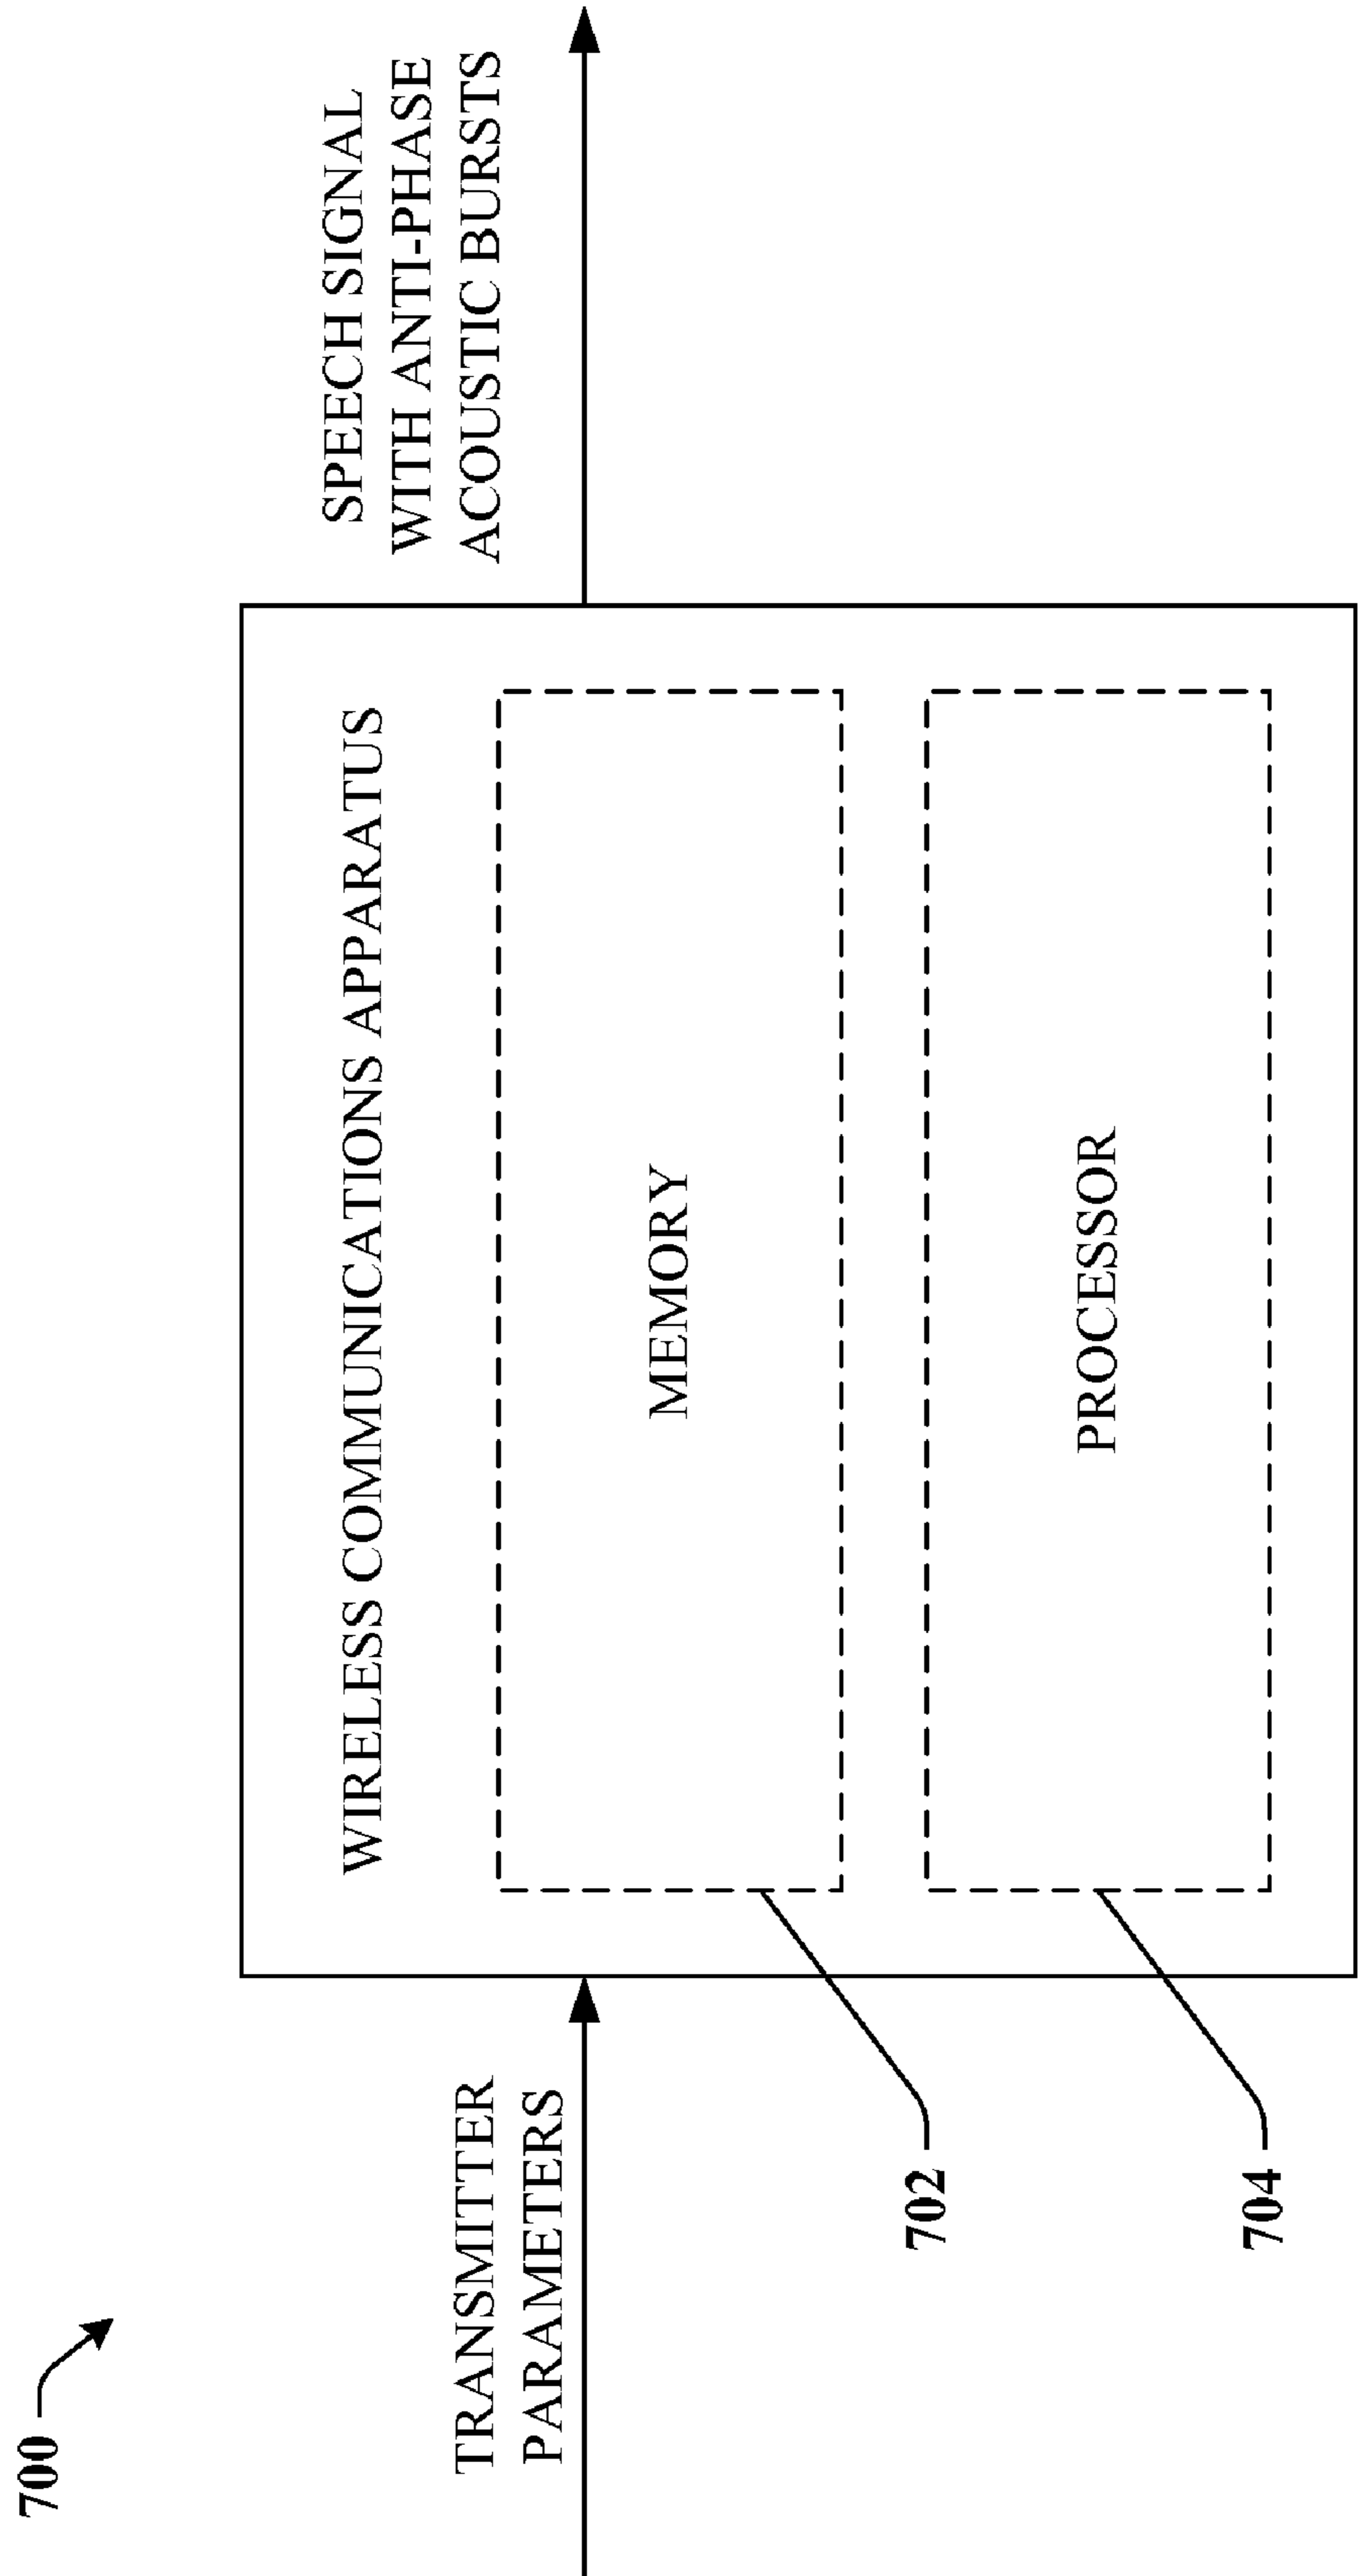 700
SPEECH SIGNAL
WITH ANTI-PHASE
ACOUSTIC BURSTS
WIRELESS COMMUNICATIONS APPARATUS
TRANSMITTER
PARAMETERS
MEMORY
702
PROCESSOR
704